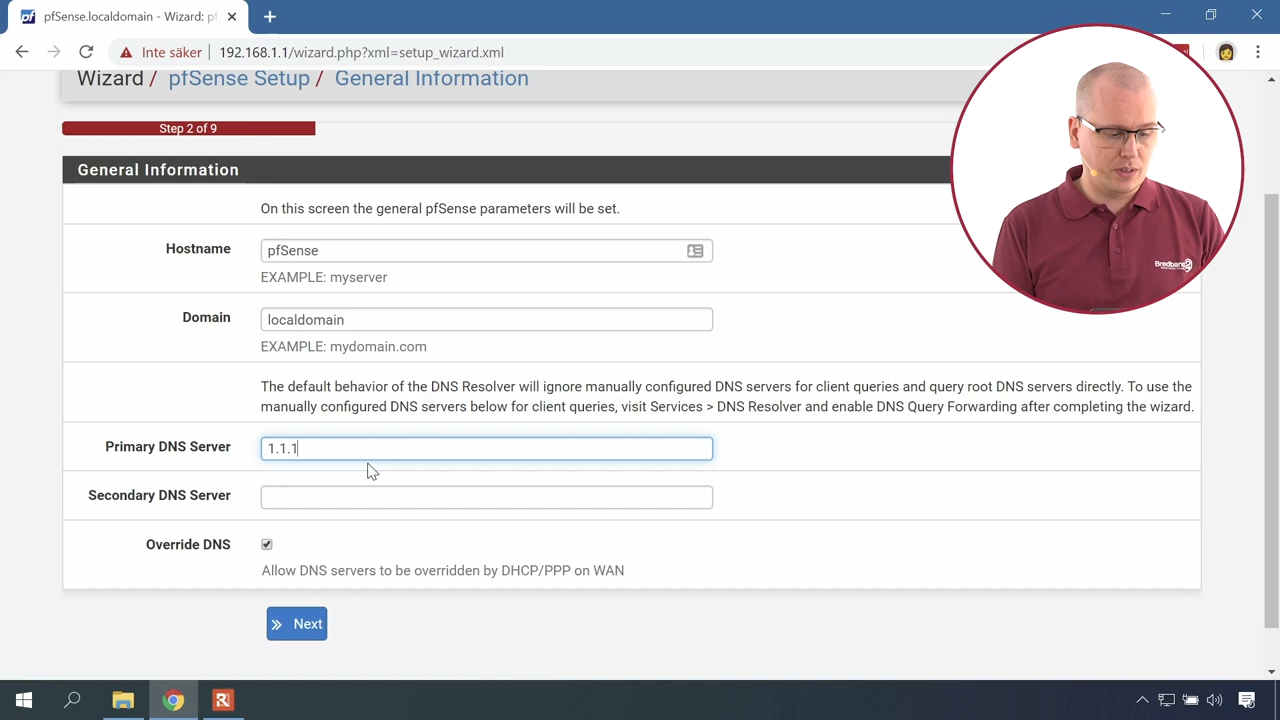 pfSense.localdomain - Wizard: pf
Inte säker
192.168.1.1/wizard.php?xml=setup_wizard.xml
Wizard / pfSense Setup / General Information
Step 2 of 9
General Information
On this screen the general pfSense parameters will be set.
Hostname
pfSense
EXAMPLE: myserver
Domain
localdomain
EXAMPLE: mydomain.com
The default behavior of the DNS Resolver will ignore manually configured DNS servers for client queries and query root DNS servers directly. To use the
manually configured DNS servers below for client queries, visit Services > DNS Resolver and enable DNS Query Forwarding after completing the wizard.
Primary DNS Server
1.1.1
Secondary DNS Server
Override DNS
Allow DNS servers to be overridden by DHCP/PPP on WAN
Next